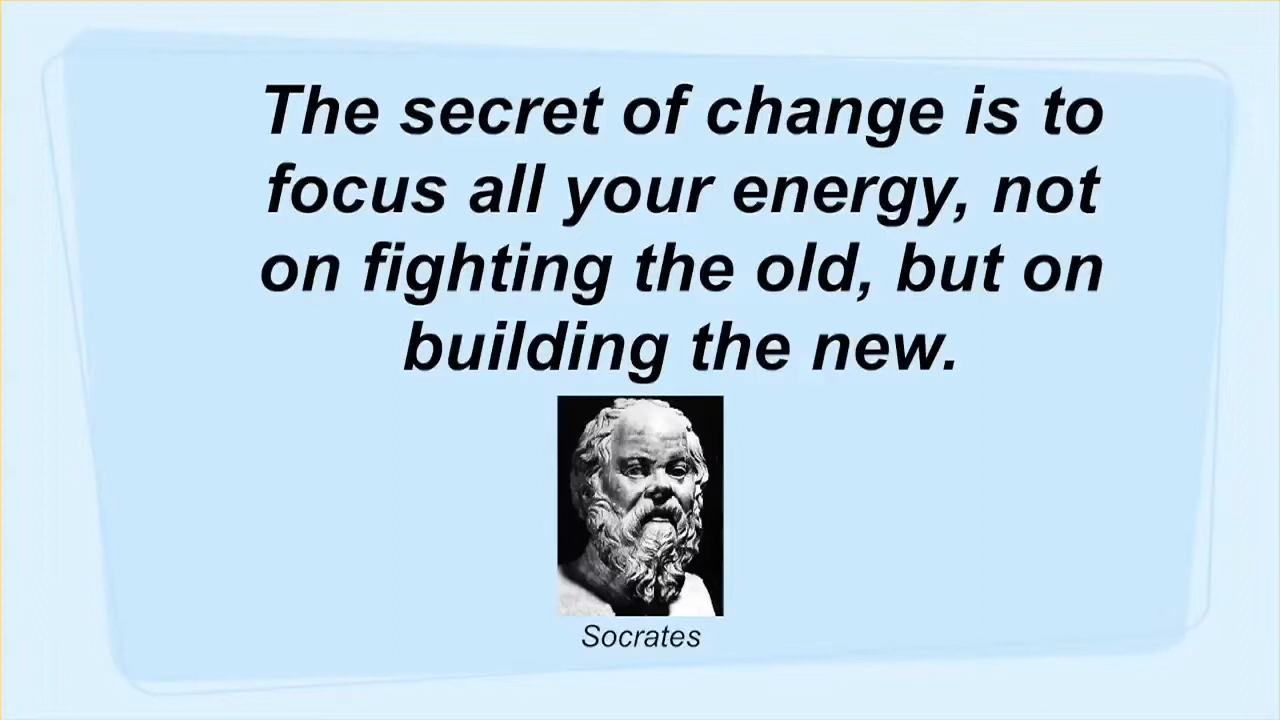 The secret of change is to
focus all your energy, not
on fighting the old, but on
building the new.
Socrates